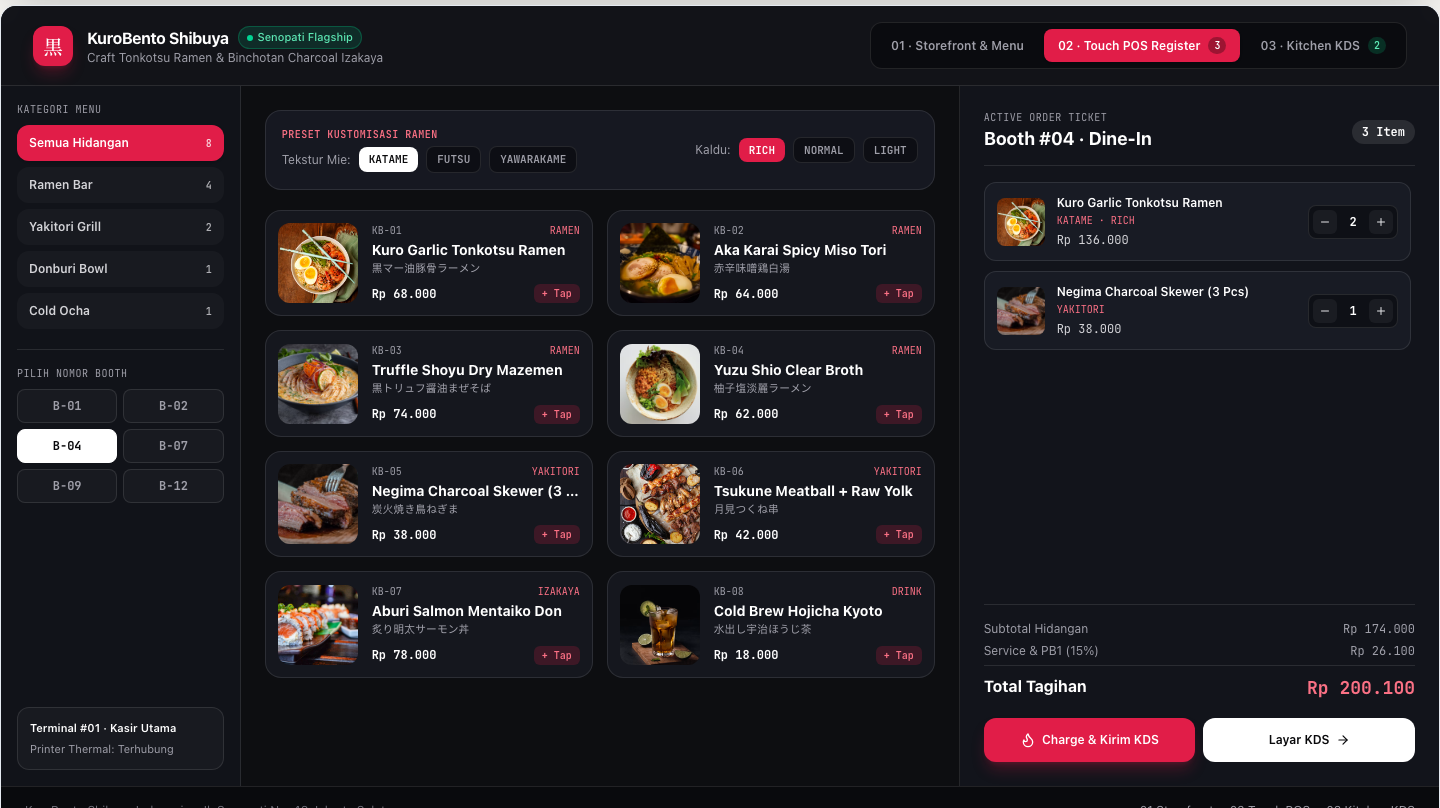 黒
KuroBento Shibuya
Senopati Flagship
Craft Tonkotsu Ramen & Binchotan Charcoal Izakaya
01 · Storefront & Menu
02 · Touch POS Register 3
03 · Kitchen KDS 2
KATEGORI MENU
Semua Hidangan 8
Ramen Bar 4
Yakitori Grill 2
Donburi Bowl 1
Cold Ocha 1
PILIH NOMOR BOOTH
B-01 B-02
B-04 B-07
B-09 B-12
Terminal #01 · Kasir Utama
Printer Thermal: Terhubung
PRESET KUSTOMISASI RAMEN
Tekstur Mie: KATAME FUTSU YAWARAKAME
Kaldu: RICH NORMAL LIGHT
KB-01 RAMEN
Kuro Garlic Tonkotsu Ramen
黒マー油豚骨ラーメン
Rp 68.000 + Tap
KB-02 RAMEN
Aka Karai Spicy Miso Tori
赤辛味噌鶏白湯
Rp 64.000 + Tap
KB-03 RAMEN
Truffle Shoyu Dry Mazemen
黒トリュフ醤油まぜそば
Rp 74.000 + Tap
KB-04 RAMEN
Yuzu Shio Clear Broth
柚子塩淡麗ラーメン
Rp 62.000 + Tap
KB-05 YAKITORI
Negima Charcoal Skewer (3 ...
炭火焼き鳥ねぎま
Rp 38.000 + Tap
KB-06 YAKITORI
Tsukune Meatball + Raw Yolk
月見つくね串
Rp 42.000 + Tap
KB-07 IZAKAYA
Aburi Salmon Mentaiko Don
炙り明太サーモン丼
Rp 78.000 + Tap
KB-08 DRINK
Cold Brew Hojicha Kyoto
水出し宇治ほうじ茶
Rp 18.000 + Tap
ACTIVE ORDER TICKET
Booth #04 · Dine-In
3 Item
Kuro Garlic Tonkotsu Ramen
KATAME · RICH
Rp 136.000
− 2 +
Negima Charcoal Skewer (3 Pcs)
YAKITORI
Rp 38.000
− 1 +
Subtotal Hidangan Rp 174.000
Service & PB1 (15%) Rp 26.100
Total Tagihan Rp 200.100
Charge & Kirim KDS
Layar KDS →